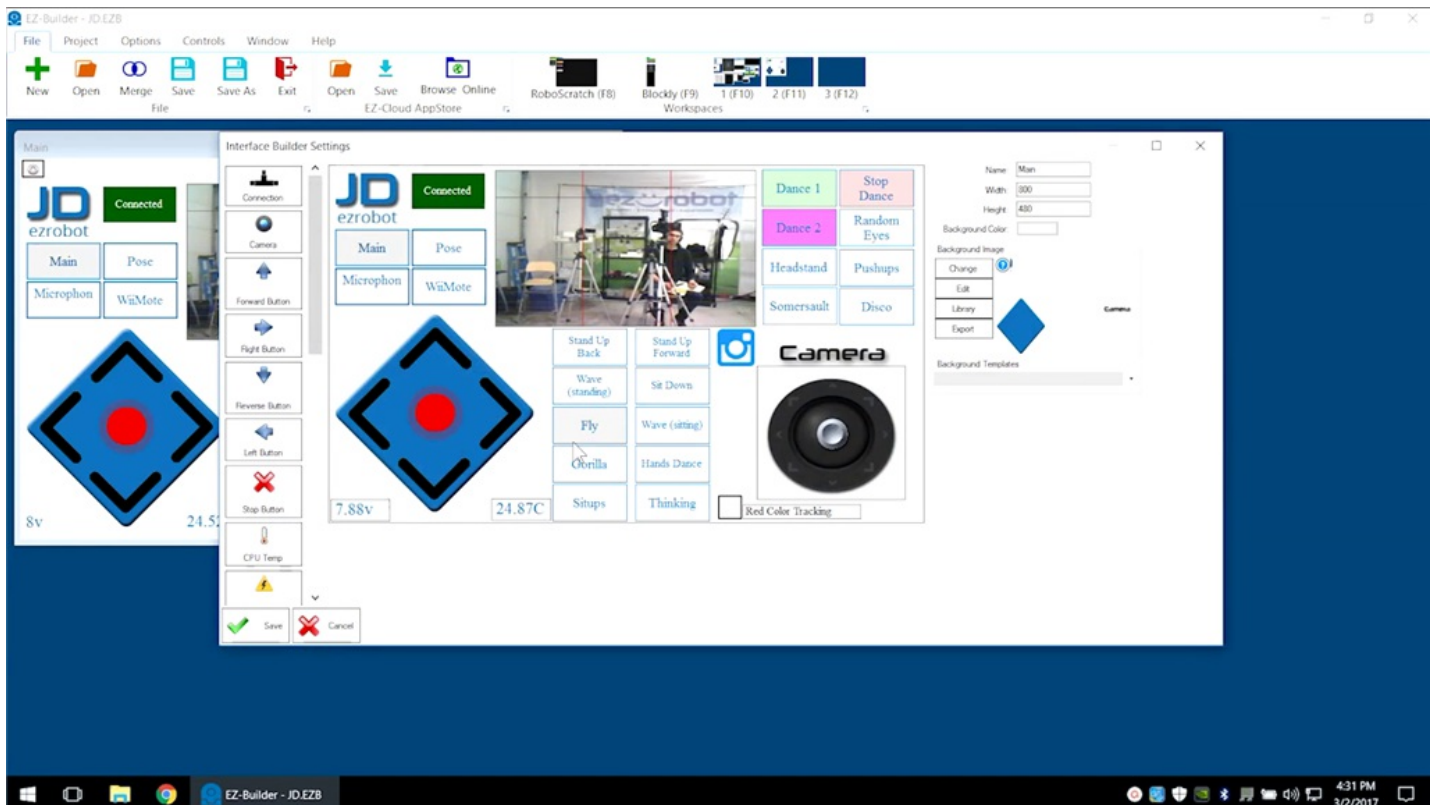 EZ-Builder - JD.EZB
File Project Options Controls Window Help
New Open Merge Save Save As Exit Open Save Browse Online RoboScratch (F8) Blockly (F9) 1 (F10) 2 (F11) 3 (F12)
File EZ-Cloud AppStore Workspaces
Main
JD
ezrobot
Connected
Main Pose
Microphon WiiMote
8v 24.52
Interface Builder Settings
Connection
Camera
Forward Button
Right Button
Reverse Button
Left Button
Stop Button
CPU Temp
Save Cancel
JD
ezrobot
Connected
Main Pose
Microphon WiiMote
7.88v 24.87C
ezrobot
Dance 1 Stop
Dance
Dance 2 Random
Eyes
Headstand Pushups
Somersault Disco
Stand Up
Back
Stand Up
Forward
Wave
(standing)
Sit Down
Fly Wave (sitting)
Gorilla Hands Dance
Situps Thinking
Camera
Red Color Tracking
Name Main
Width 800
Height 480
Background Color
Background Image
Change
Edit
Library
Export
Camera
Background Templates
EZ-Builder - JD.EZB
4:31 PM
3/2/2017